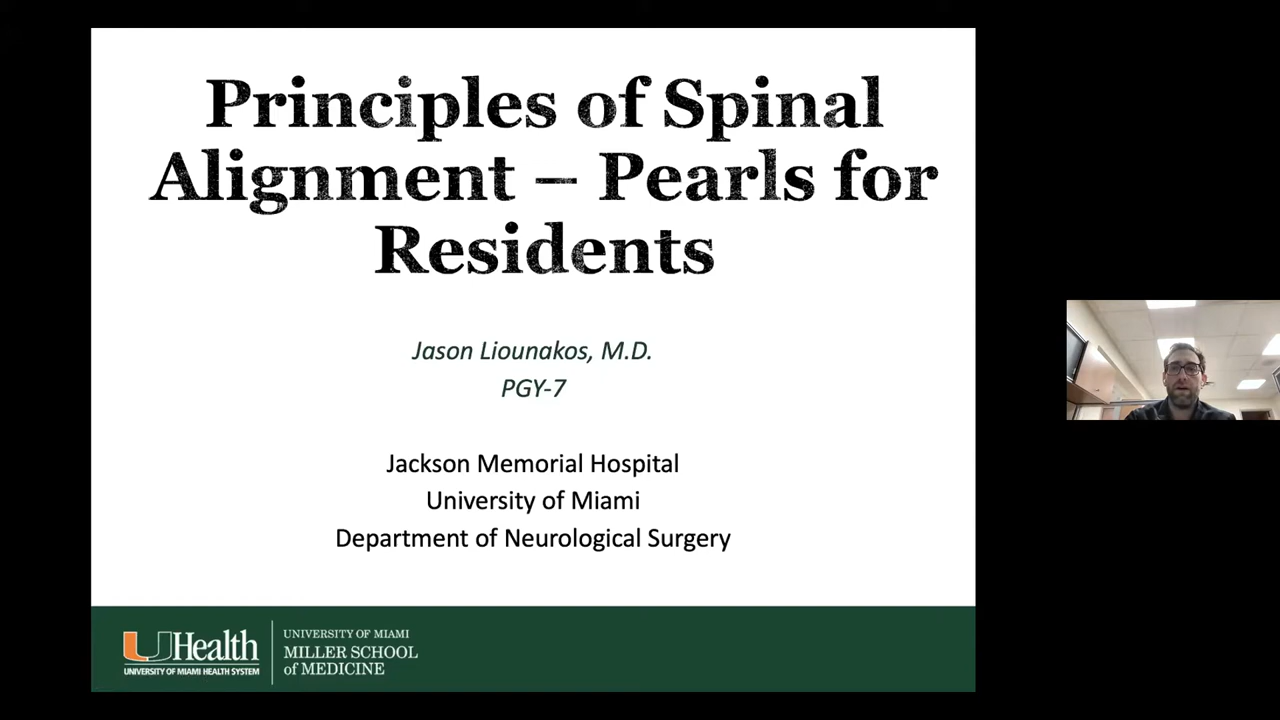 Principles of Spinal
Alignment – Pearls for
Residents
Jason Liounakos, M.D.
PGY-7
Jackson Memorial Hospital
University of Miami
Department of Neurological Surgery
UHealth
UNIVERSITY OF MIAMI HEALTH SYSTEM
UNIVERSITY OF MIAMI
MILLER SCHOOL
of MEDICINE